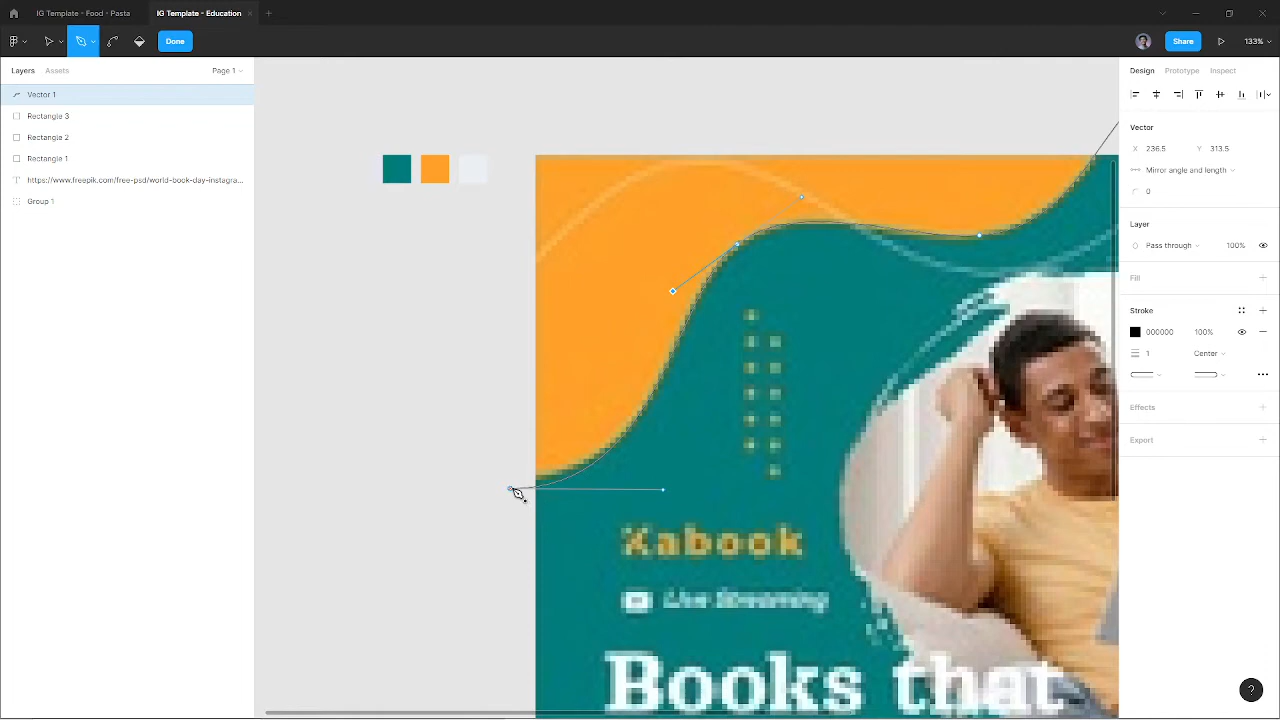 IG Template - Food - Pasta
IG Template - Education
Done
Share
133%
Layers
Assets
Page 1
Design
Prototype
Inspect
Vector 1
Rectangle 3
Rectangle 2
Rectangle 1
https://www.freepik.com/free-psd/world-book-day-instagra...
Group 1
Vector
X 236.5 Y 313.5
Mirror angle and length
0
Layer
Pass through 100%
Fill
Stroke
000000 100%
1 Center
Effects
Export
Xabook
Live Streaming
Books that
?